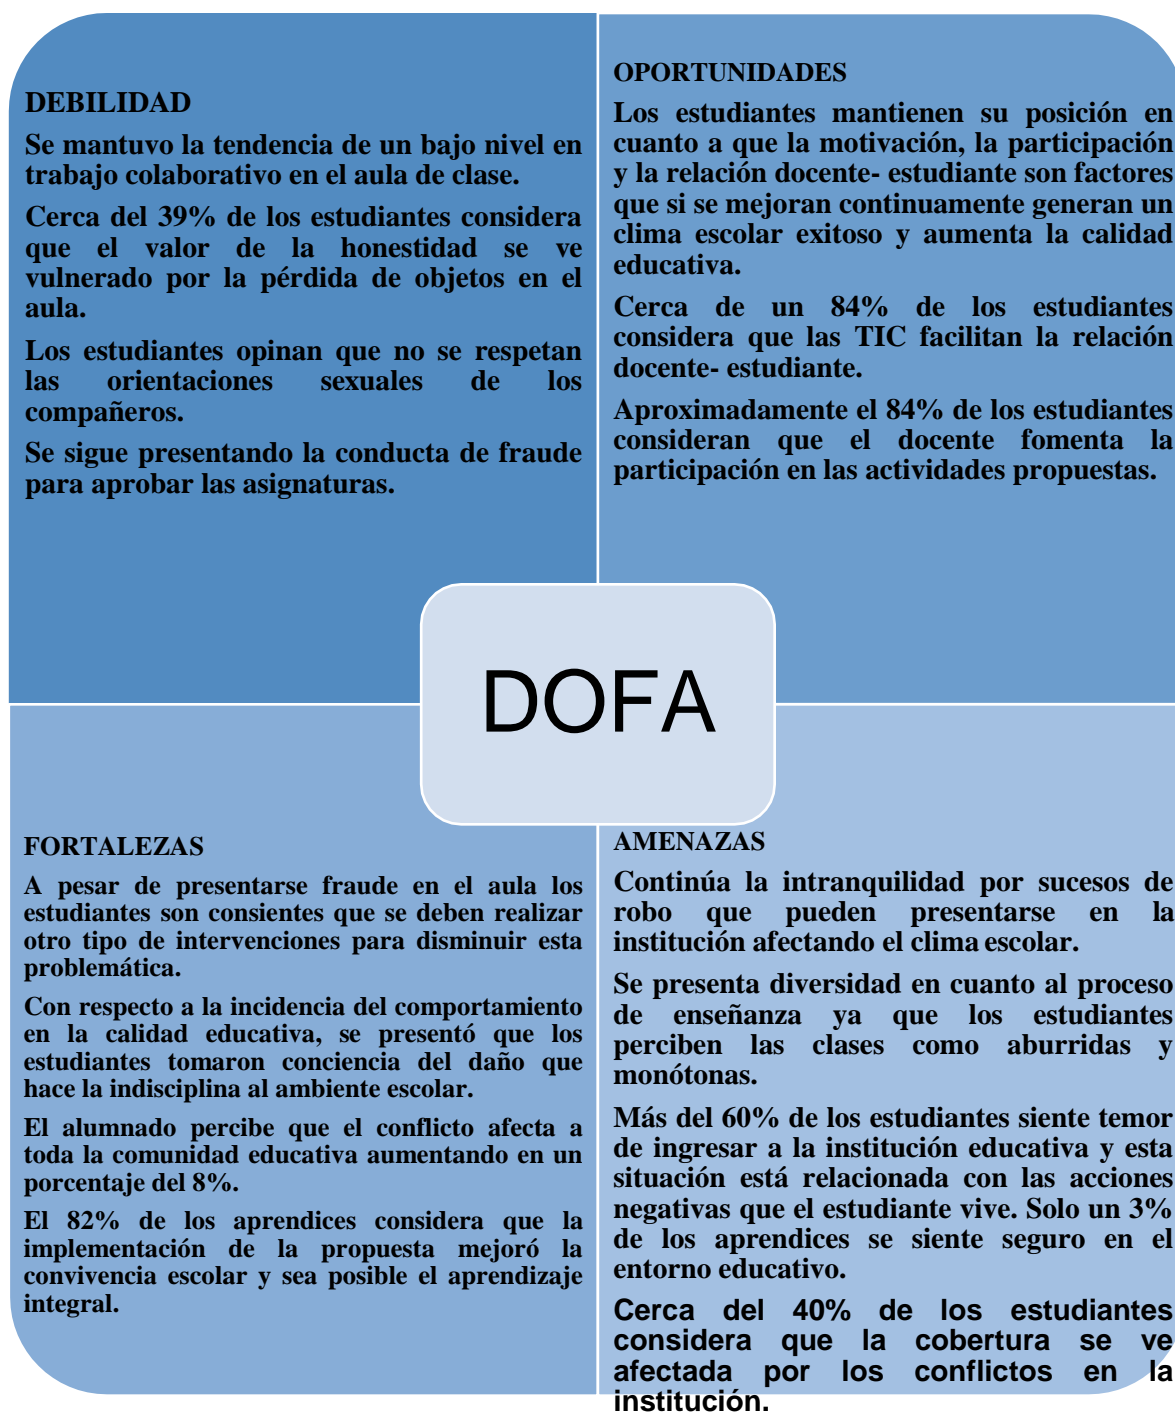 DEBILIDAD
Se mantuvo la tendencia de un bajo nivel en
trabajo colaborativo en el aula de clase.
Cerca del 39% de los estudiantes considera
que el valor de la honestidad se ve
vulnerado por la pérdida de objetos en el
aula.
Los estudiantes opinan que no se respetan
las orientaciones sexuales de los
compañeros.
Se sigue presentando la conducta de fraude
para aprobar las asignaturas.
OPORTUNIDADES
Los estudiantes mantienen su posición en
cuanto a que la motivación, la participación
y la relación docente- estudiante son factores
que si se mejoran continuamente generan un
clima escolar exitoso y aumenta la calidad
educativa.
Cerca de un 84% de los estudiantes
considera que las TIC facilitan la relación
docente- estudiante.
Aproximadamente el 84% de los estudiantes
consideran que el docente fomenta la
participación en las actividades propuestas.
DOFA
FORTALEZAS
A pesar de presentarse fraude en el aula los
estudiantes son consientes que se deben realizar
otro tipo de intervenciones para disminuir esta
problemática.
Con respecto a la incidencia del comportamiento
en la calidad educativa, se presentó que los
estudiantes tomaron conciencia del daño que
hace la indisciplina al ambiente escolar.
El alumnado percibe que el conflicto afecta a
toda la comunidad educativa aumentando en un
porcentaje del 8%.
El 82% de los aprendices considera que la
implementación de la propuesta mejoró la
convivencia escolar y sea posible el aprendizaje
integral.
AMENAZAS
Continúa la intranquilidad por sucesos de
robo que pueden presentarse en la
institución afectando el clima escolar.
Se presenta diversidad en cuanto al proceso
de enseñanza ya que los estudiantes
perciben las clases como aburridas y
monótonas.
Más del 60% de los estudiantes siente temor
de ingresar a la institución educativa y esta
situación está relacionada con las acciones
negativas que el estudiante vive. Solo un 3%
de los aprendices se siente seguro en el
entorno educativo.
Cerca del 40% de los estudiantes
considera que la cobertura se ve
afectada por los conflictos en la
institución.